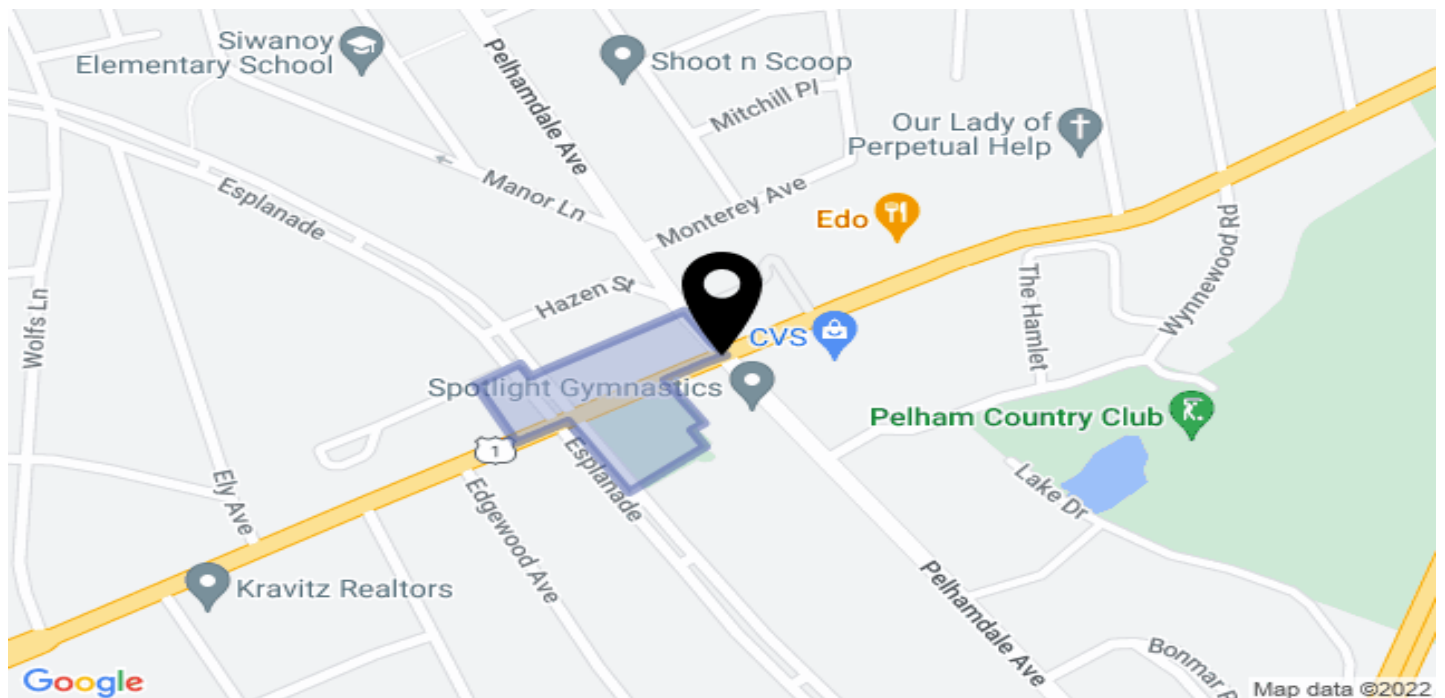 Siwanoy
Elementary School
Pelhamdale Ave
Shoot n Scoop
Mitchill Pl
Our Lady of
Perpetual Help
Esplanade
Manor Ln
Monterey Ave
Edo
Wynnewood Rd
Wolfs Ln
Hazen St
The Hamlet
CVS
Spotlight Gymnastics
Pelham Country Club
1
Ely Ave
Edgewood Ave
Esplanade
Lake Dr
Kravitz Realtors
Pelhamdale Ave
Bonmar
Google
Map data ©2022